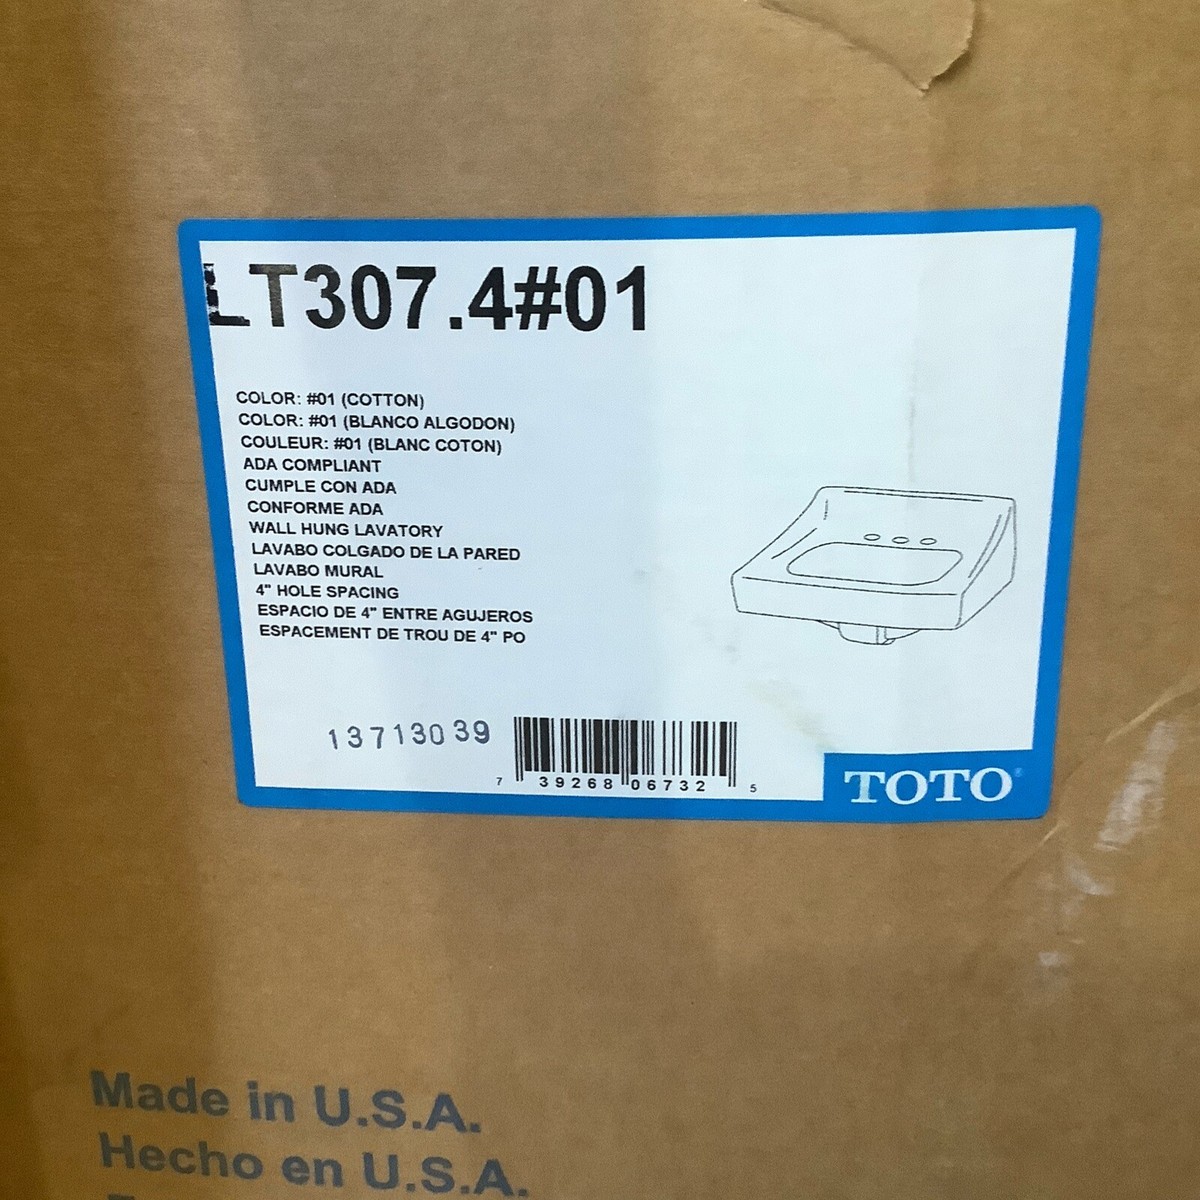 LT307.4#01
COLOR: #01 (COTTON)
COLOR: #01 (BLANCO ALGODON)
COULEUR: #01 (BLANC COTON)
ADA COMPLIANT
CUMPLE CON ADA
CONFORME ADA
WALL HUNG LAVATORY
LAVABO COLGADO DE LA PARED
LAVABO MURAL
4" HOLE SPACING
ESPACIO DE 4" ENTRE AGUJEROS
ESPACEMENT DE TROU DE 4" PO
13713039
7 39268 06732 5
TOTO®
Made in U.S.A.
Hecho en U.S.A.